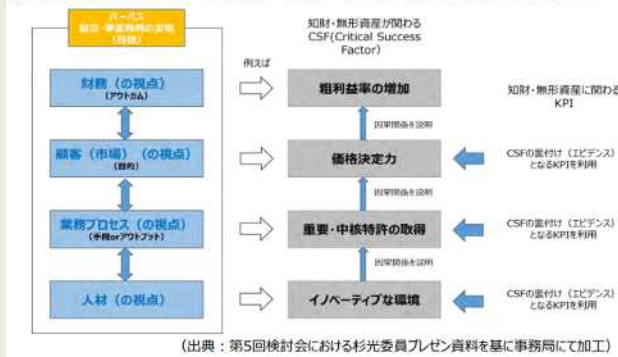 パーパス
経営・事業戦略の実現
(目標)
知財・無形資産が関わる
CSF(Critical Success
Factor)
財務(の視点)
(アウトカム)
例えば
粗利益率の増加
知財・無形資産に関わる
KPI
因果関係を説明
顧客(市場)(の視点)
(目的)
価格決定力
CSFの裏付け(エビデンス)
となるKPIを利用
因果関係を説明
業務プロセス(の視点)
(手段orアウトプット)
重要・中核特許の取得
CSFの裏付け(エビデンス)
となるKPIを利用
因果関係を説明
人材(の視点)
イノベーティブな環境
CSFの裏付け(エビデンス)
となるKPIを利用
(出典:第5回検討会における杉光委員プレゼン資料を基に事務局にて加工)